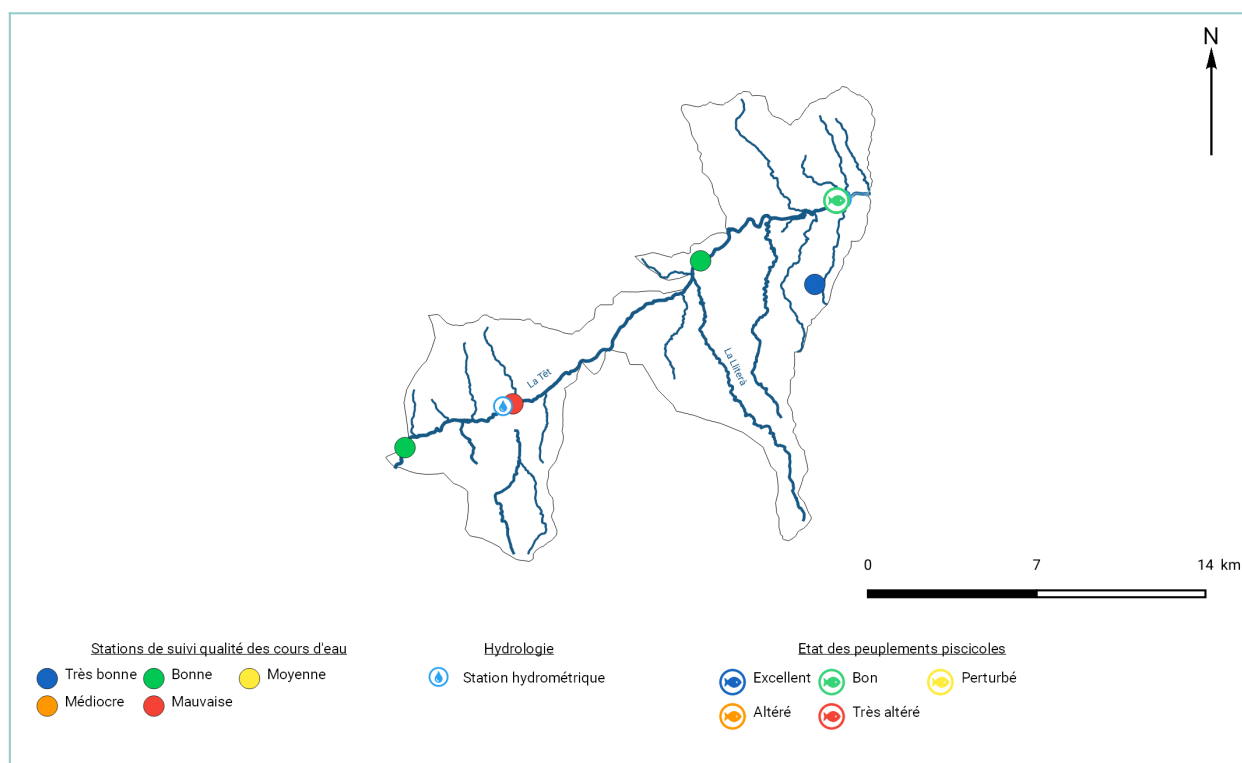 N
La Têt
La Lliterà
0 7 14 km
Stations de suivi qualité des cours d'eau
Très bonne Bonne Moyenne
Médiocre Mauvaise
Hydrologie
Station hydrométrique
Etat des peuplements piscicoles
Excellent Bon Perturbé
Altéré Très altéré